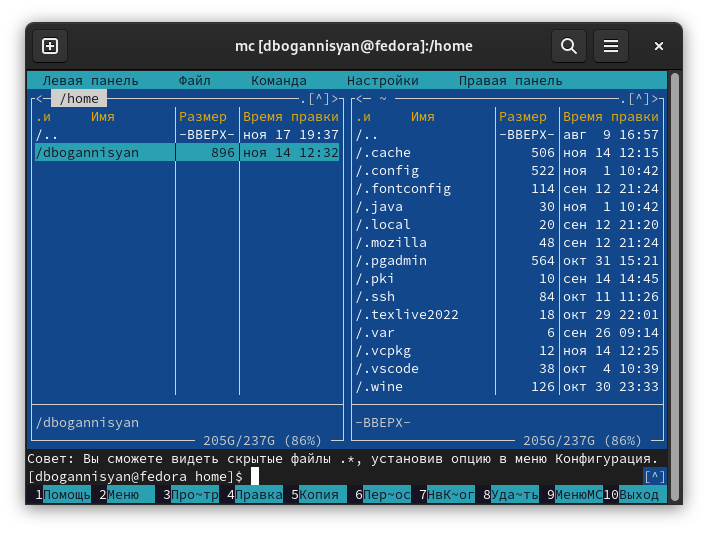 mc [dbogannisyan@fedora]:/home
Левая панель Файл Команда Настройки Правая панель
<─ /home .[^]> <─ ~ .[^]>
.и Имя Размер Время правки .и Имя Размер Время правки
/.. -ВВЕРХ- ноя 17 19:37 /.. -ВВЕРХ- авг 9 16:57
/dbogannisyan 896 ноя 14 12:32 /.cache 506 ноя 14 12:15
/.config 522 ноя 1 10:42
/.fontconfig 114 сен 12 21:24
/.java 30 ноя 1 10:42
/.local 20 сен 12 21:20
/.mozilla 48 сен 12 21:24
/.pgadmin 564 окт 31 15:21
/.pki 10 сен 14 14:45
/.ssh 84 окт 11 11:26
/.texlive2022 18 окт 29 22:01
/.var 6 сен 26 09:14
/.vcpkg 12 ноя 14 12:25
/.vscode 38 окт 4 10:39
/.wine 126 окт 30 23:33
/dbogannisyan -ВВЕРХ-
205G/237G (86%) 205G/237G (86%)
Совет: Вы сможете видеть скрытые файлы .*, установив опцию в меню Конфигурация.
[dbogannisyan@fedora home]$ [^]
1Помощь 2Меню 3Про~тр 4Правка 5Копия 6Пер~ос 7НвК~ог 8Уда~ть 9МенюMC 10Выход